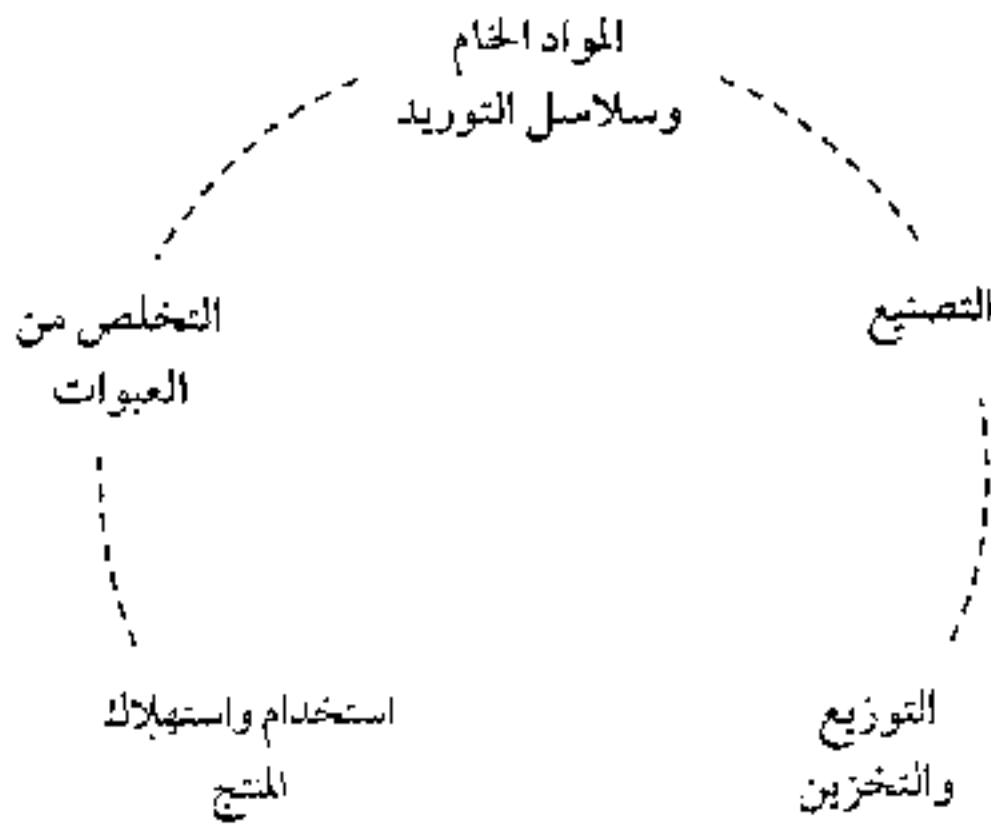 المواد الخام
وسلاسل التوريد
التصنيع
التوزيع
والتخزين
استخدام واستهلاك
المنتج
التخلص من
العبوات